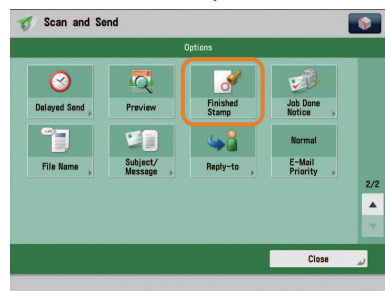 Scan and Send
Options
Delayed Send
Preview
Finished
Stamp
Job Done
Notice
File Name
Subject/
Message
Reply-to
Normal
E-Mail
Priority
2/2
Close